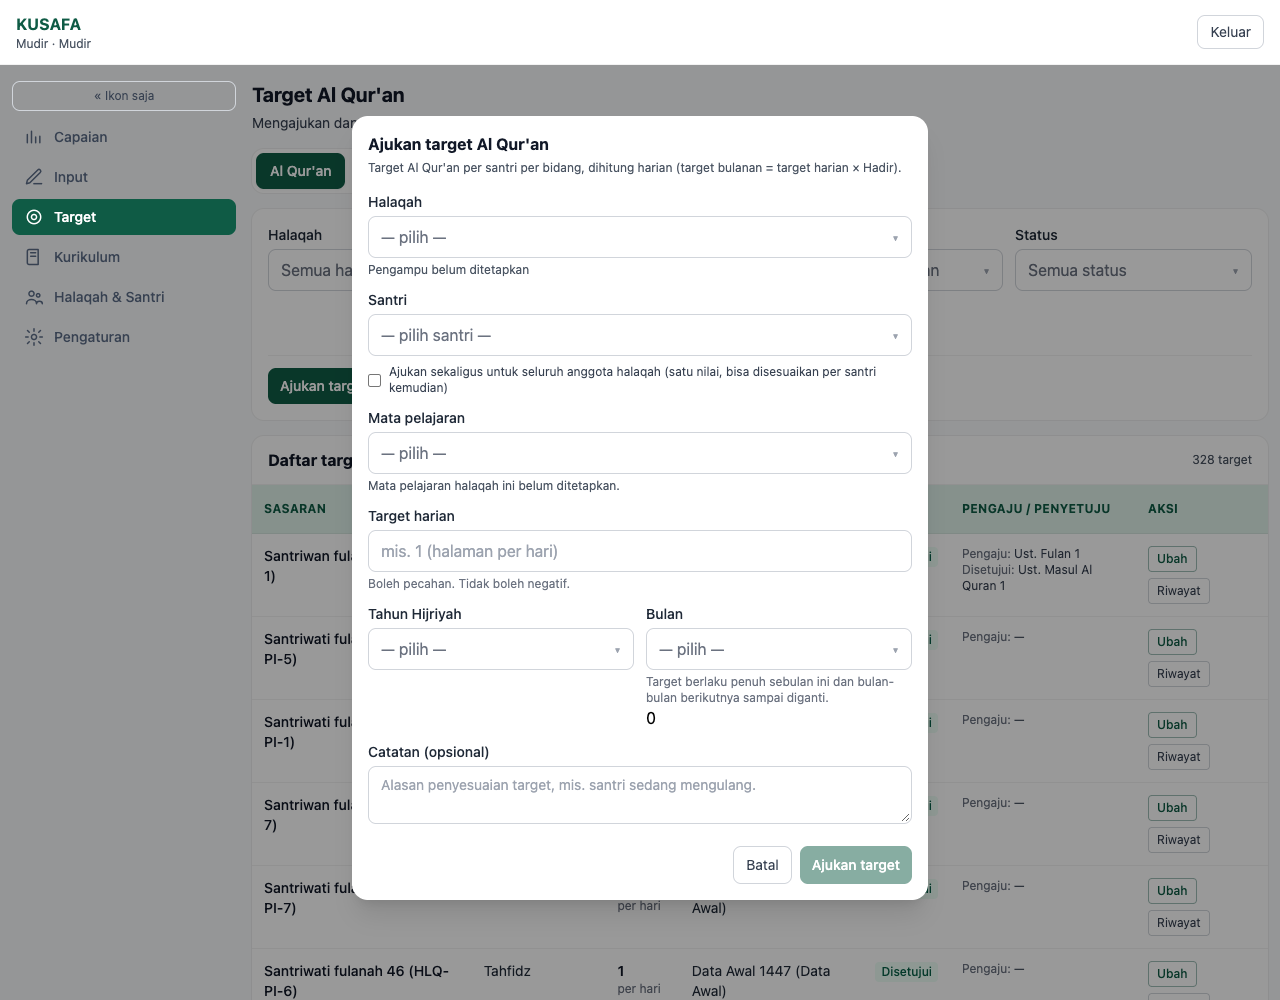 KUSAFA
Mudir · Mudir
Keluar
« Ikon saja
Capaian
Input
Target
Kurikulum
Halaqah & Santri
Pengaturan
Target Al Qur'an
Mengajukan dan
Al Qur'an
Halaqah
Semua ha
an
Status
Semua status
Ajukan targ
Daftar targ
328 target
SASARAN
PENGAJU / PENYETUJU
AKSI
Santriwan fula
1)
i
Pengaju: Ust. Fulan 1
Disetujui: Ust. Masul Al
Quran 1
Ubah
Riwayat
Santriwati fula
PI-5)
i
Pengaju: —
Ubah
Riwayat
Santriwati fula
PI-1)
i
Pengaju: —
Ubah
Riwayat
Santriwan fula
7)
i
Pengaju: —
Ubah
Riwayat
Santriwati fula
PI-7)
per hari
Awal)
i
Pengaju: —
Ubah
Riwayat
Santriwati fulanah 46 (HLQ-
PI-6)
Tahfidz
1
per hari
Data Awal 1447 (Data
Awal)
Disetujui
Pengaju: —
Ubah
Ajukan target Al Qur'an
Target Al Qur'an per santri per bidang, dihitung harian (target bulanan = target harian × Hadir).
Halaqah
— pilih —
Pengampu belum ditetapkan
Santri
— pilih santri —
Ajukan sekaligus untuk seluruh anggota halaqah (satu nilai, bisa disesuaikan per santri
kemudian)
Mata pelajaran
— pilih —
Mata pelajaran halaqah ini belum ditetapkan.
Target harian
mis. 1 (halaman per hari)
Boleh pecahan. Tidak boleh negatif.
Tahun Hijriyah
— pilih —
Bulan
— pilih —
Target berlaku penuh sebulan ini dan bulan-
bulan berikutnya sampai diganti.
0
Catatan (opsional)
Alasan penyesuaian target, mis. santri sedang mengulang.
Batal
Ajukan target